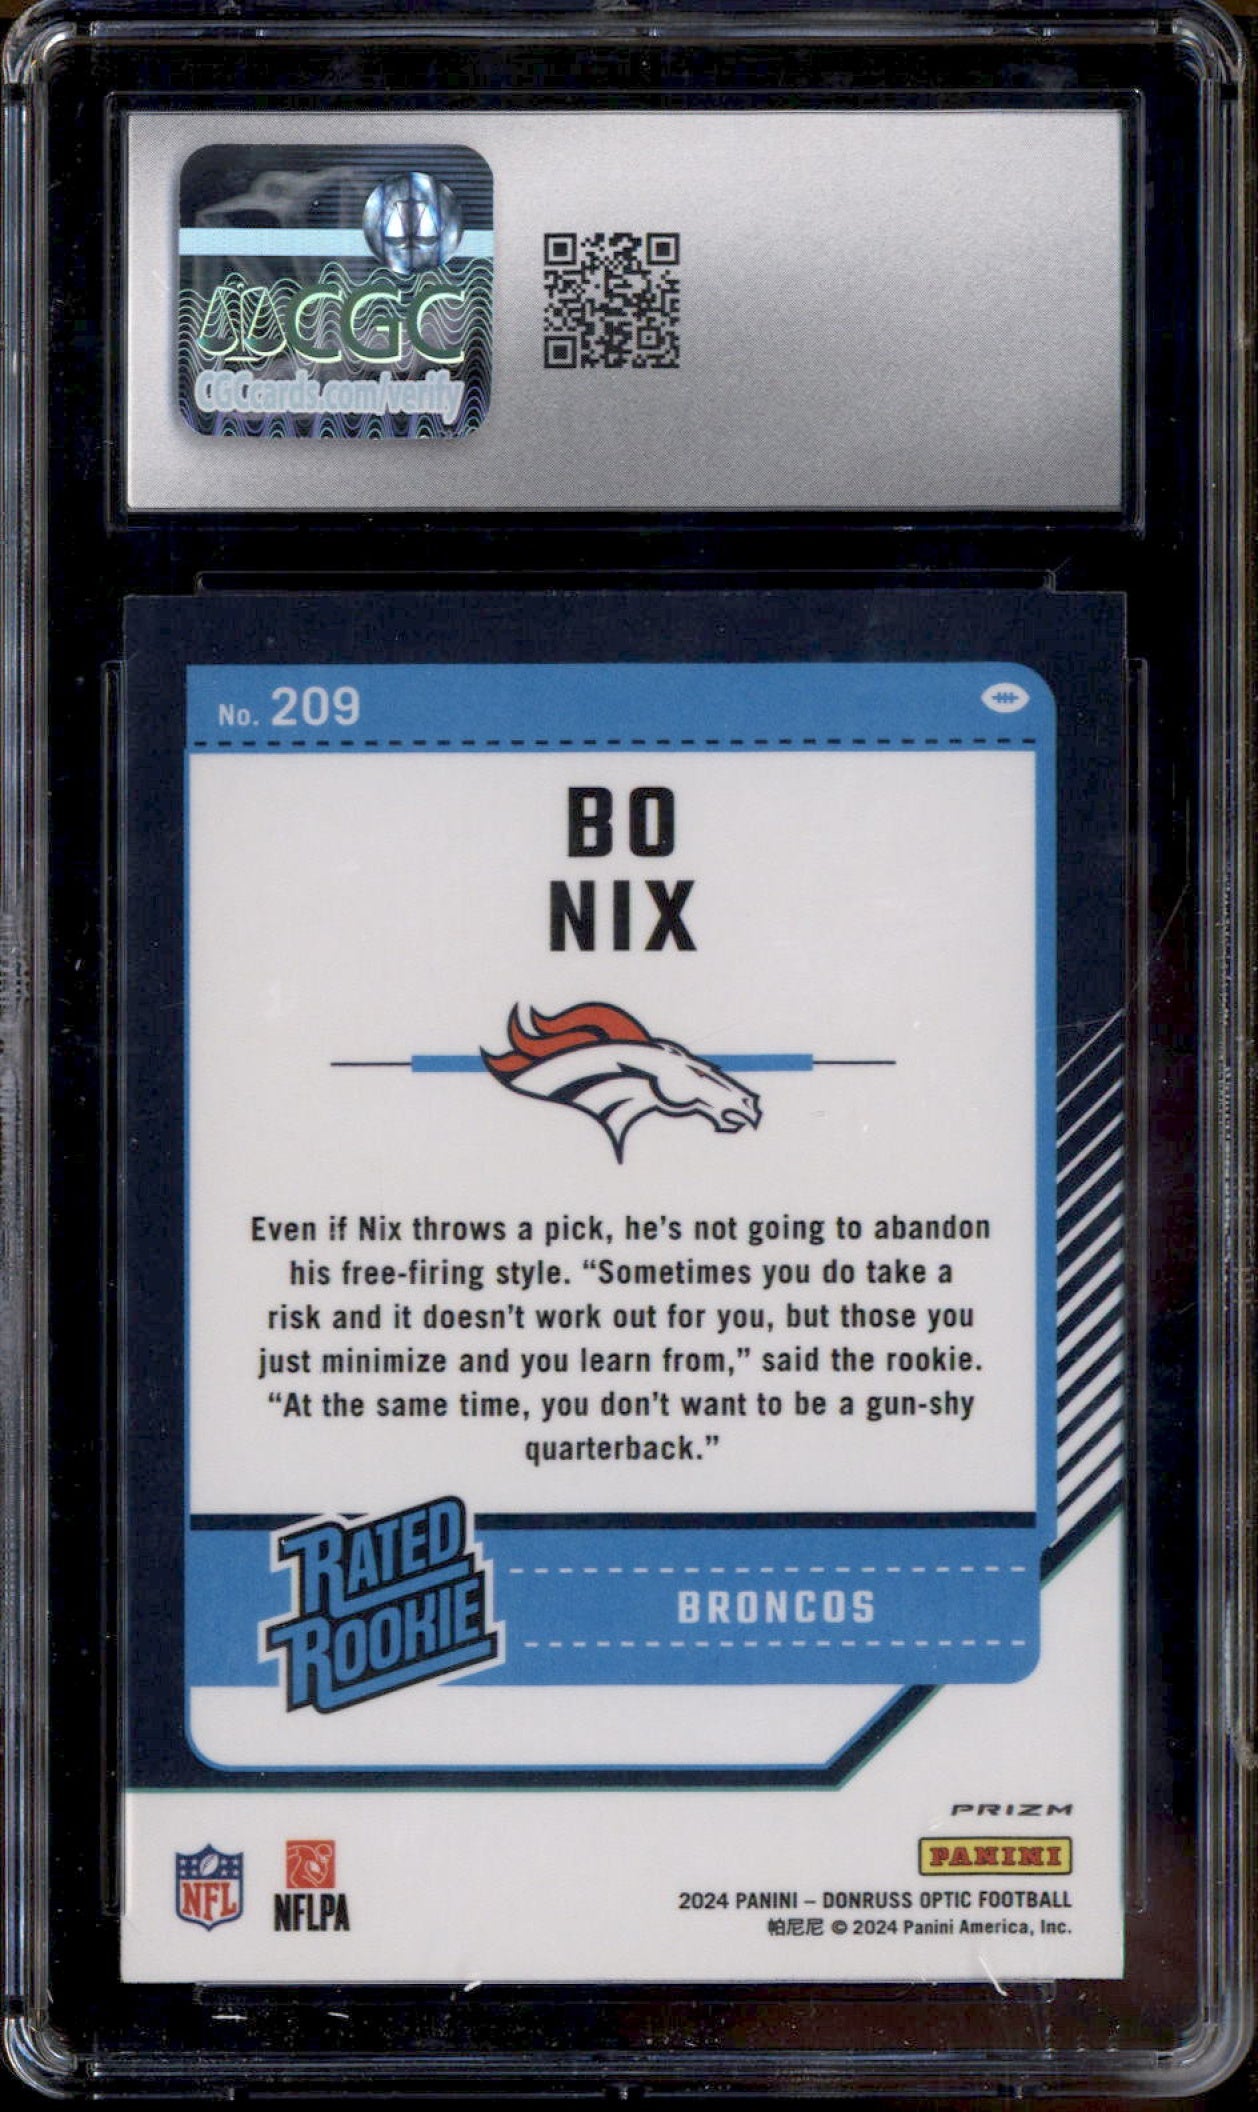 CGC
CGCcards.com/verify
No. 209
BO
NIX
Even if Nix throws a pick, he's not going to abandon
his free-firing style. “Sometimes you do take a
risk and it doesn't work out for you, but those you
just minimize and you learn from,” said the rookie.
“At the same time, you don't want to be a gun-shy
quarterback.”
RATED
ROOKIE
BRONCOS
PRIZM
PANINI
NFL
NFLPA
2024 PANINI – DONRUSS OPTIC FOOTBALL
帕尼尼 © 2024 Panini America, Inc.